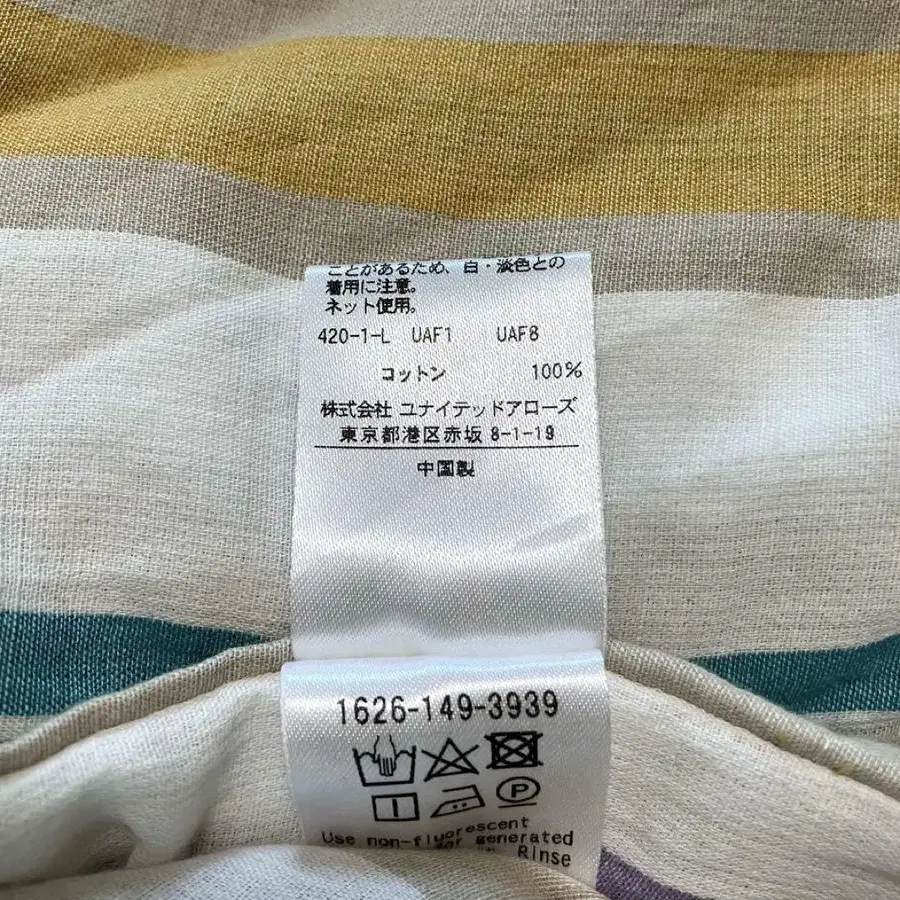 ことがあるため、白・淡色との
着用に注意。
ネット使用。
420-1-L UAF1 UAF8
コットン 100%
株式会社 ユナイテッドアローズ
東京都港区赤坂 8-1-19
中国製
1626-149-3939
P
Use non-fluorescent
generated
Rinse